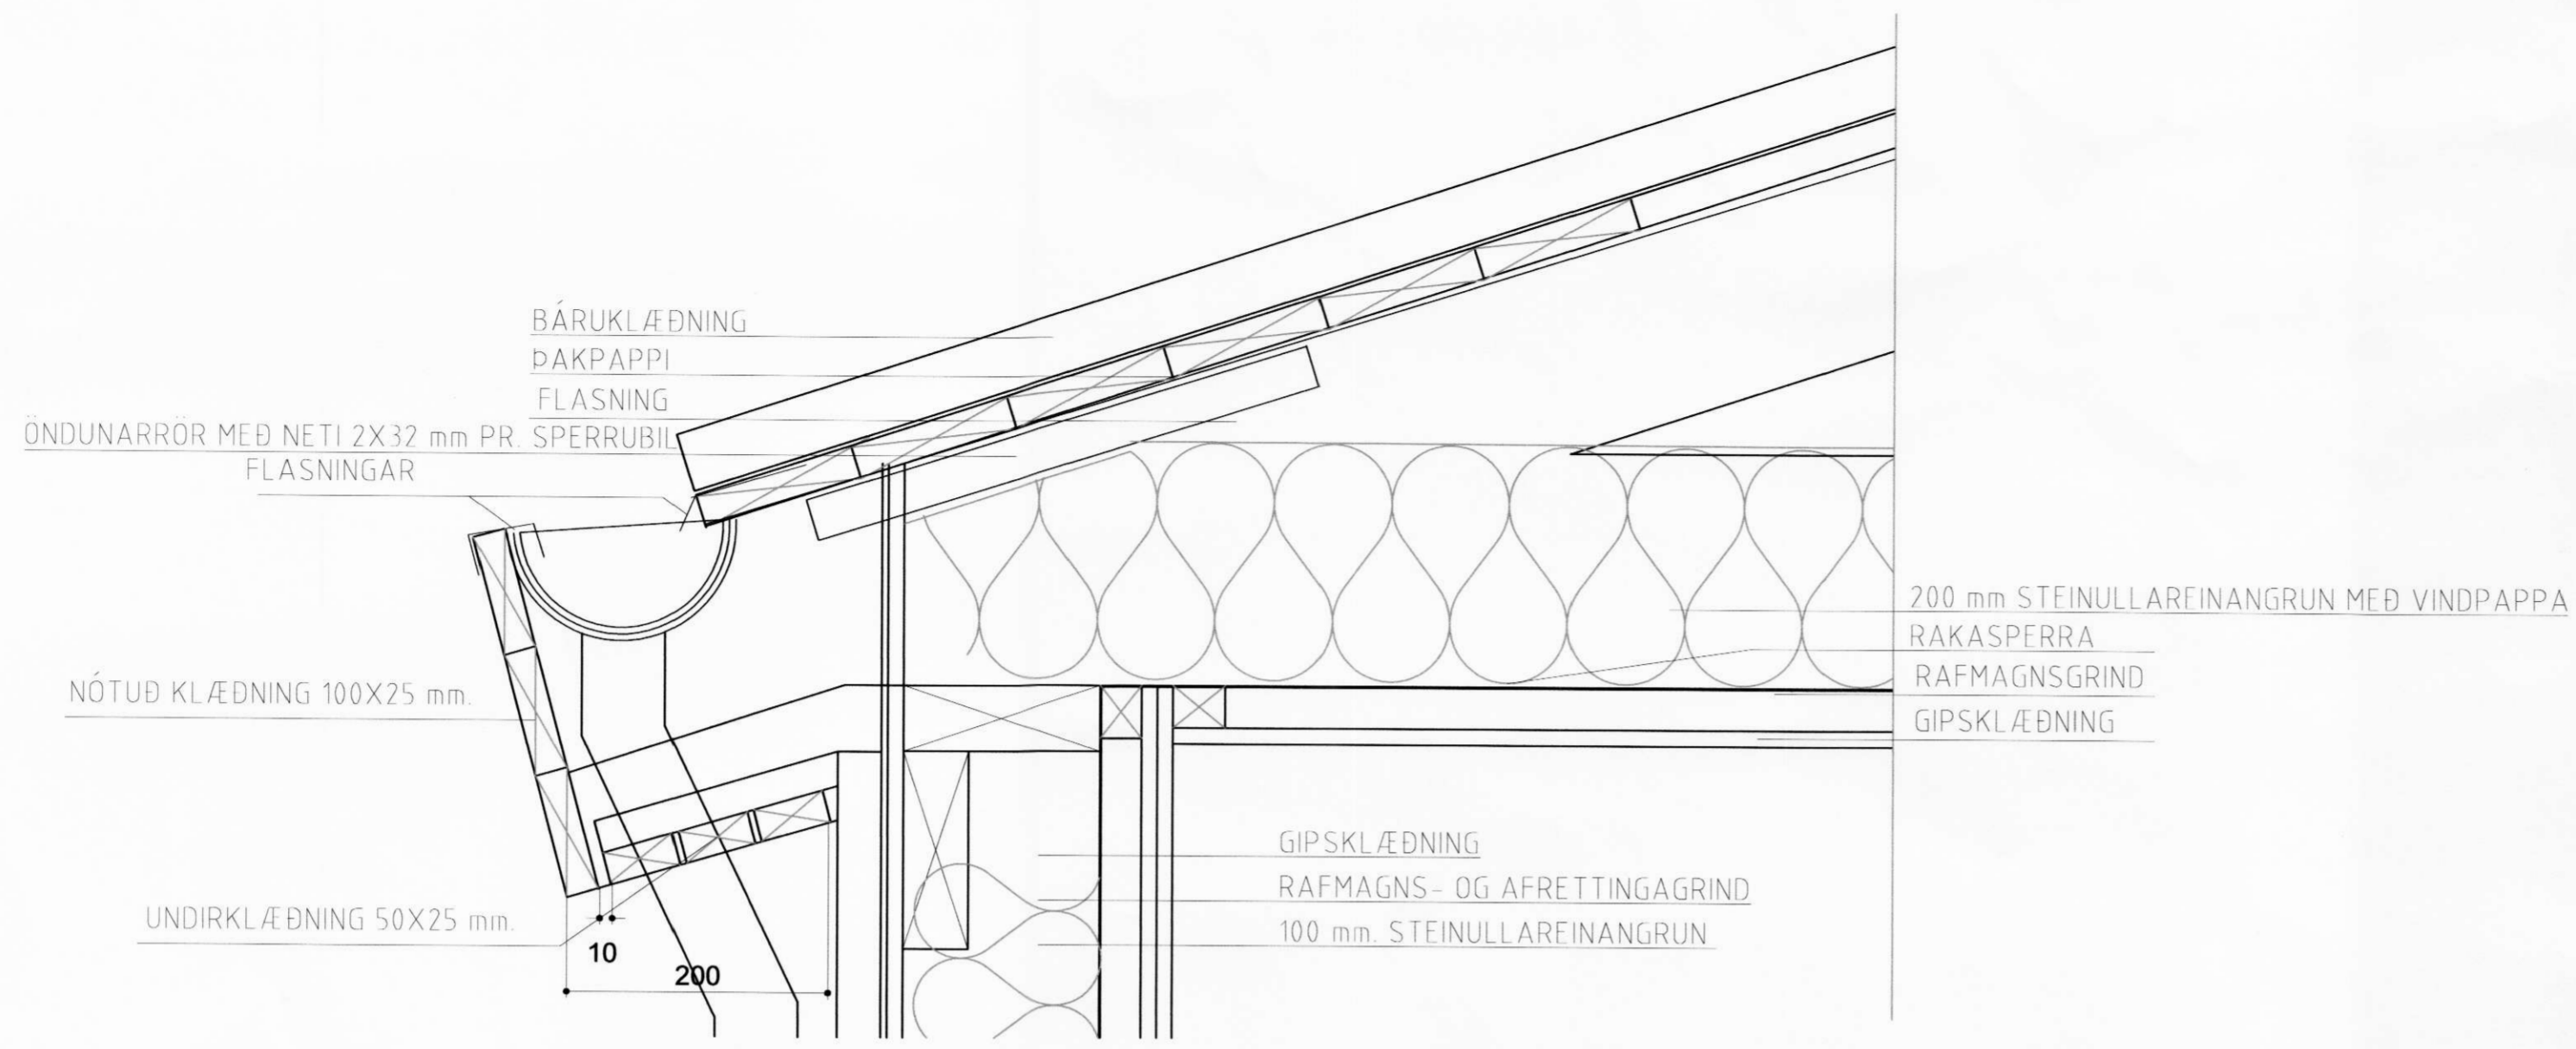 BÁRUKLÆÐNING
ÞAKPAPPI
FLASNING
ÖNDUNARRÖR MEÐ NETI 2X32 mm PR. SPERRUBIL
FLASNINGAR
200 mm STEINULLAREINANGRUN MEÐ VINDPAPPA
RAKASPERRA
RAFMAGNSGRIND
GIPSKLÆÐNING
NÓTUÐ KLÆÐNING 100X25 mm.
GIPSKLÆÐNING
RAFMAGNS- OG AFRETTINGAGRIND
100 mm. STEINULLAREINANGRUN
UNDIRKLÆÐNING 50X25 mm.
10
200